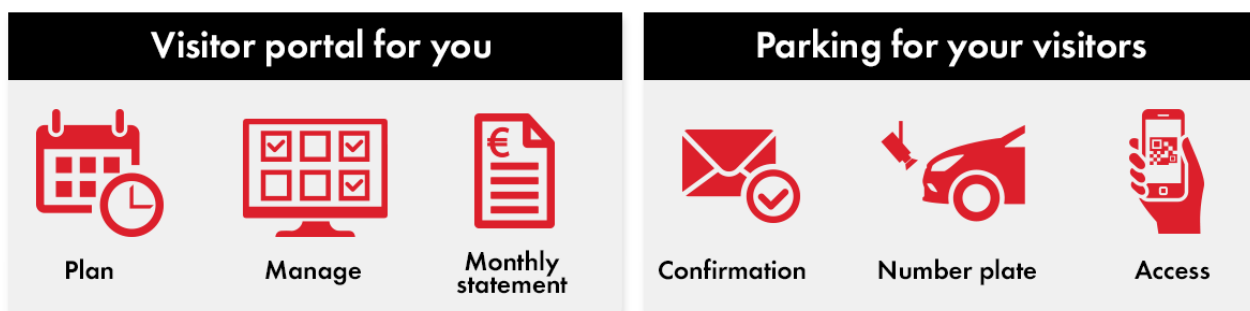 Visitor portal for you
Parking for your visitors
€
Plan
Manage
Monthly
statement
Confirmation
Number plate
Access